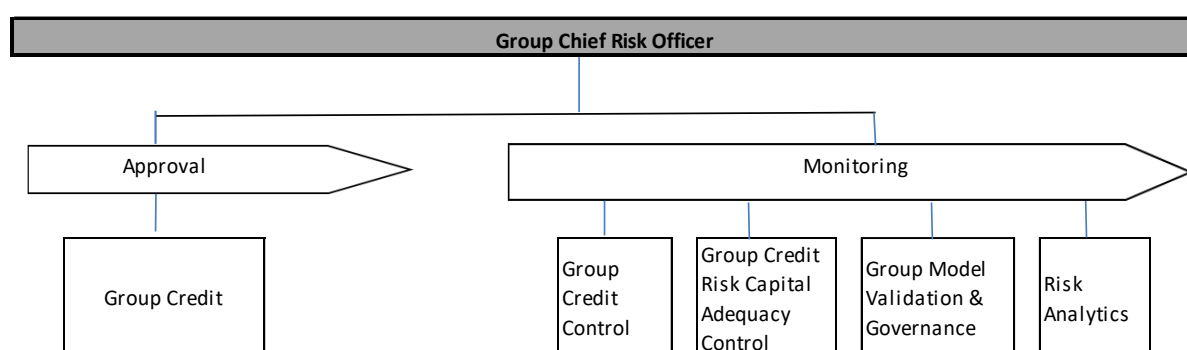 Group Chief Risk Officer
Approval
Monitoring
Group Credit
Group
Credit
Control
Group Credit
Risk Capital
Adequacy
Control
Group Model
Validation &
Governance
Risk
Analytics